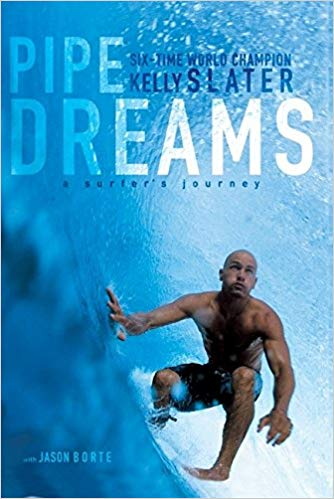 PIPE
SIX-TIME WORLD CHAMPION
KELLY SLATER
DREAMS
a surfer's journey
with JASON BORTE